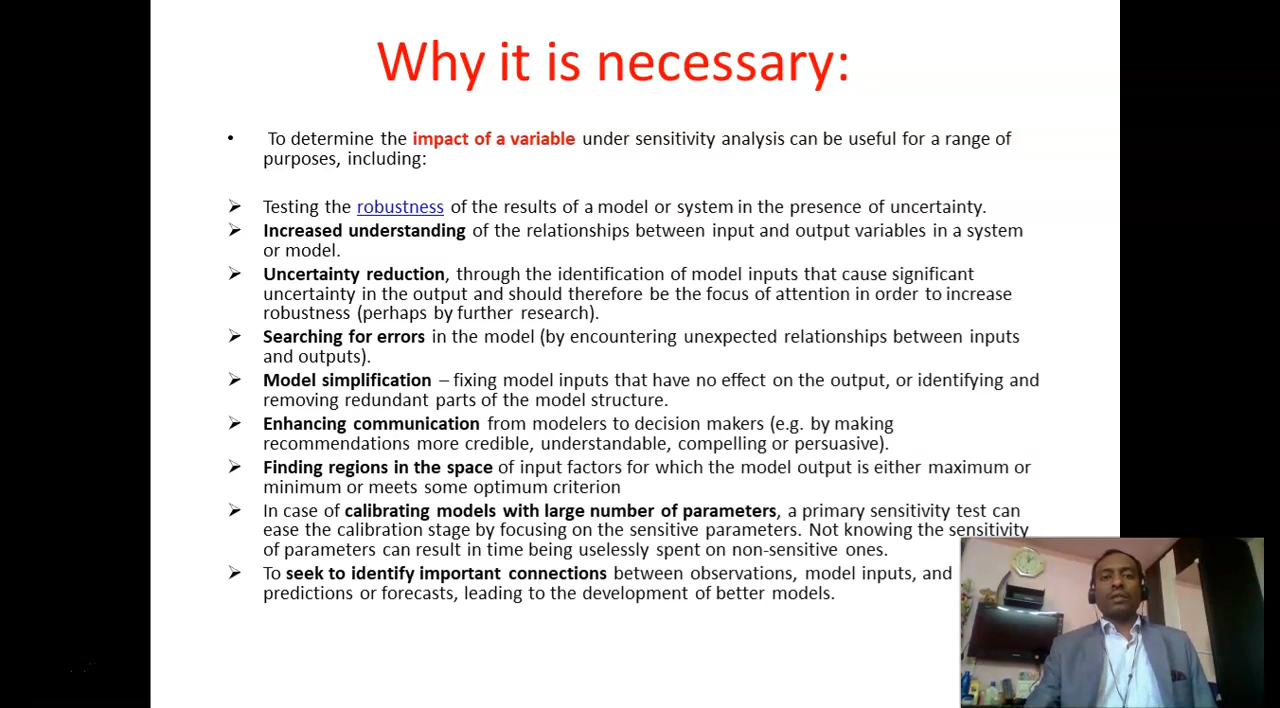 Why it is necessary:
• To determine the impact of a variable under sensitivity analysis can be useful for a range of
purposes, including:
➢ Testing the robustness of the results of a model or system in the presence of uncertainty.
➢ Increased understanding of the relationships between input and output variables in a system
or model.
➢ Uncertainty reduction, through the identification of model inputs that cause significant
uncertainty in the output and should therefore be the focus of attention in order to increase
robustness (perhaps by further research).
➢ Searching for errors in the model (by encountering unexpected relationships between inputs
and outputs).
➢ Model simplification – fixing model inputs that have no effect on the output, or identifying and
removing redundant parts of the model structure.
➢ Enhancing communication from modelers to decision makers (e.g. by making
recommendations more credible, understandable, compelling or persuasive).
➢ Finding regions in the space of input factors for which the model output is either maximum or
minimum or meets some optimum criterion
➢ In case of calibrating models with large number of parameters, a primary sensitivity test can
ease the calibration stage by focusing on the sensitive parameters. Not knowing the sensitivity
of parameters can result in time being uselessly spent on non-sensitive ones.
➢ To seek to identify important connections between observations, model inputs, and
predictions or forecasts, leading to the development of better models.